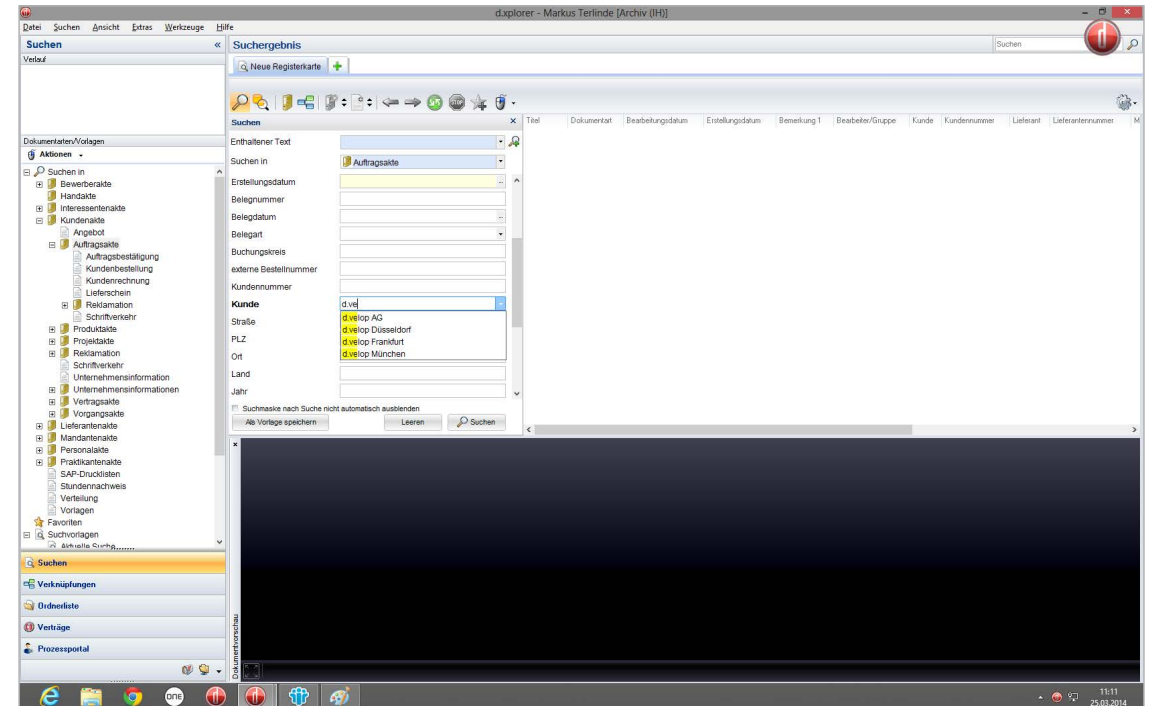 d.xplorer - Markus Terlinde [Archiv (IH)]
Datei Suchen Ansicht Extras Werkzeuge Hilfe
Suchen «
Verlauf
Dokumentarten/Vorlagen
Aktionen
Suchen in
Bewerberakte
Handakte
Interessentenakte
Kundenakte
Angebot
Auftragsakte
Auftragsbestätigung
Kundenbestellung
Kundenrechnung
Lieferschein
Reklamation
Schriftverkehr
Produktakte
Projektakte
Reklamation
Schriftverkehr
Unternehmensinformation
Unternehmensinformationen
Vertragsakte
Vorgangsakte
Lieferantenakte
Mandantenakte
Personalakte
Praktikantenakte
SAP-Drucklisten
Stundennachweis
Verteilung
Vorlagen
Favoriten
Suchvorlagen
Aktuelle Suche
Suchen
Verknüpfungen
Ordnerliste
Verträge
Prozessportal
Suchergebnis
Suchen
Neue Registerkarte
STOP
Suchen x
Enthaltener Text
Suchen in Auftragsakte
Erstellungsdatum
Belegnummer
Belegdatum
Belegart
Buchungskreis
externe Bestellnummer
Kundennummer
Kunde d.ve
d.velop AG
d.velop Düsseldorf
d.velop Frankfurt
d.velop München
Straße
PLZ
Ort
Land
Jahr
Suchmaske nach Suche nicht automatisch ausblenden
Als Vorlage speichern Leeren Suchen
Titel Dokumentart Bearbeitungsdatum Erstellungsdatum Bemerkung 1 Bearbeiter/Gruppe Kunde Kundennummer Lieferant Lieferantennummer M
Dokumentvorschau
one
11:11
25.03.2014